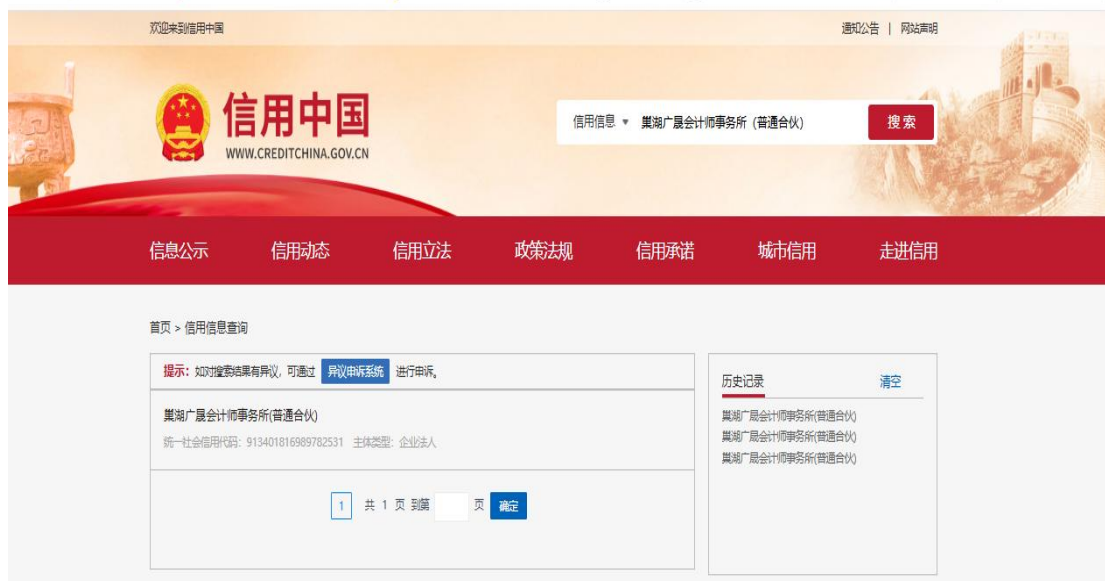 欢迎来到信用中国
通知公告 | 网站声明
信用中国
WWW.CREDITCHINA.GOV.CN
信用信息 ▼ 巢湖广晟会计师事务所（普通合伙） 搜索
信息公示 信用动态 信用立法 政策法规 信用承诺 城市信用 走进信用
首页 > 信用信息查询
提示：如对搜索结果有异议，可通过 异议申诉系统 进行申诉。
巢湖广晟会计师事务所(普通合伙)
统一社会信用代码：913401816989782531 主体类型：企业法人
1 共 1 页 到第 页 确定
历史记录 清空
巢湖广晟会计师事务所(普通合伙)
巢湖广晟会计师事务所(普通合伙)
巢湖广晟会计师事务所(普通合伙)